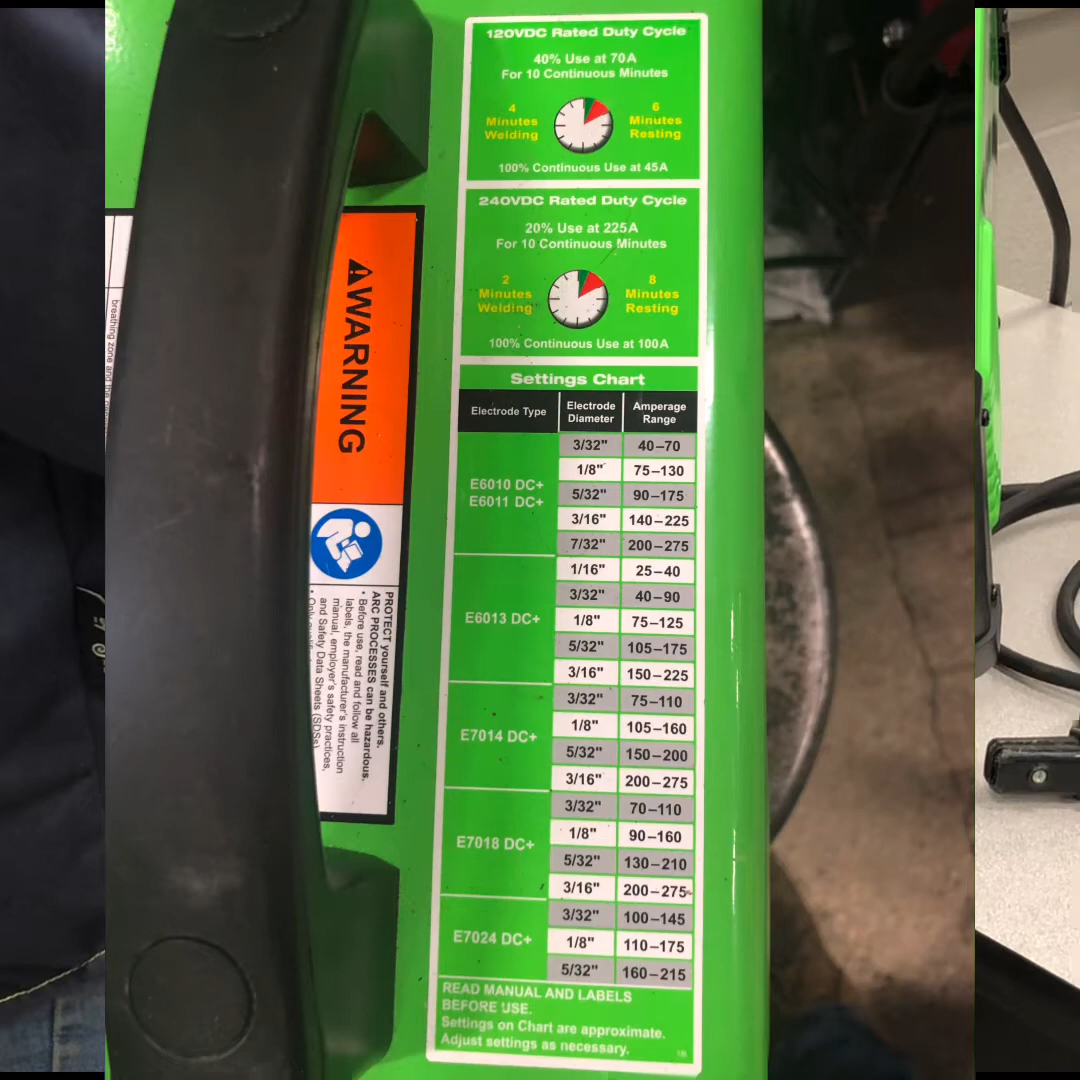 120VDC Rated Duty Cycle
40% Use at 70A
For 10 Continuous Minutes
4 Minutes Welding
6 Minutes Resting
100% Continuous Use at 45A
240VDC Rated Duty Cycle
20% Use at 225A
For 10 Continuous Minutes
2 Minutes Welding
8 Minutes Resting
100% Continuous Use at 100A
Settings Chart
Electrode Type Electrode Diameter Amperage Range
E6010 DC+
E6011 DC+
3/32" 40–70
1/8" 75–130
5/32" 90–175
3/16" 140–225
7/32" 200–275
E6013 DC+
1/16" 25–40
3/32" 40–90
1/8" 75–125
5/32" 105–175
3/16" 150–225
E7014 DC+
3/32" 75–110
1/8" 105–160
5/32" 150–200
3/16" 200–275
E7018 DC+
3/32" 70–110
1/8" 90–160
5/32" 130–210
3/16" 200–275
E7024 DC+
3/32" 100–145
1/8" 110–175
5/32" 160–215
READ MANUAL AND LABELS
BEFORE USE.
Settings on Chart are approximate.
Adjust settings as necessary.
WARNING
PROTECT yourself and others.
ARC PROCESSES can be hazardous.
• Before use, read and follow all
labels, the manufacturer's instruction
manual, employer's safety practices,
and Safety Data Sheets (SDSs)
breathing zone and the